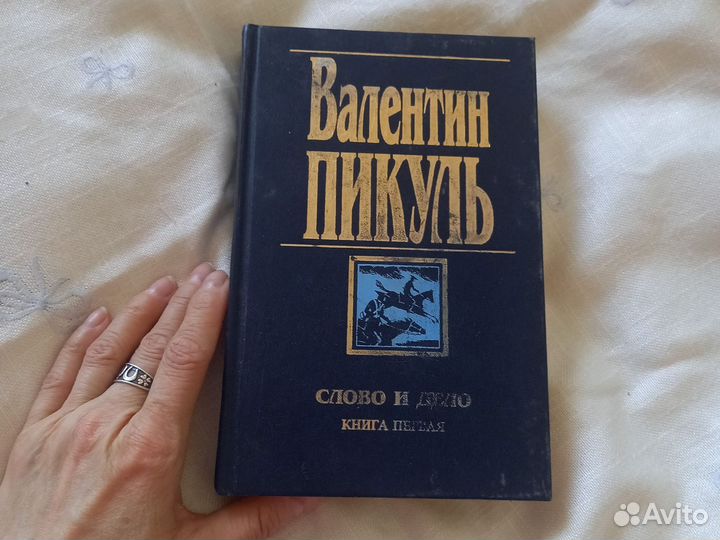 Валентин
ПИКУЛЬ
СЛОВО И ДЕЛО
КНИГА ПЕРВАЯ
Avito